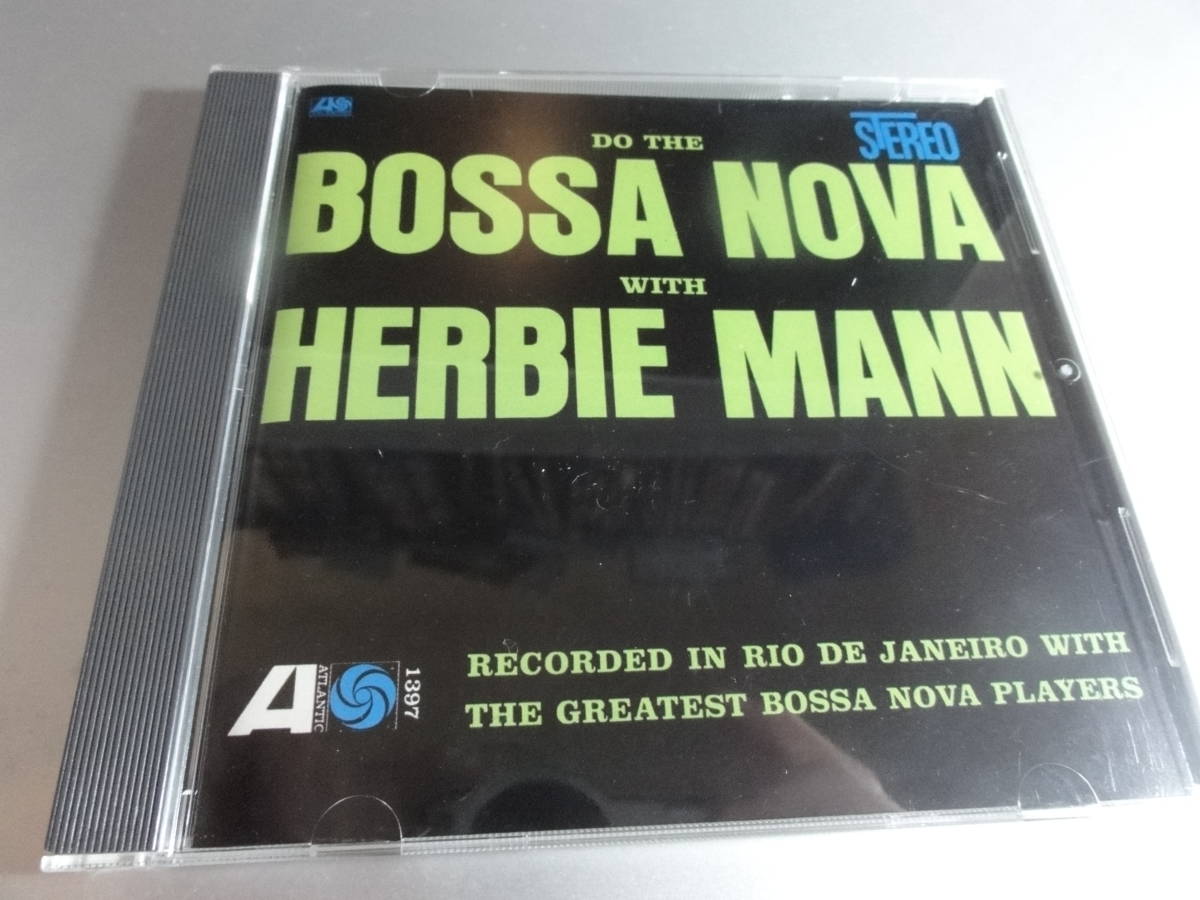 STEREO
DO THE
BOSSA NOVA
WITH
HERBIE MANN
RECORDED IN RIO DE JANEIRO WITH
THE GREATEST BOSSA NOVA PLAYERS
A
ATLANTIC
1397